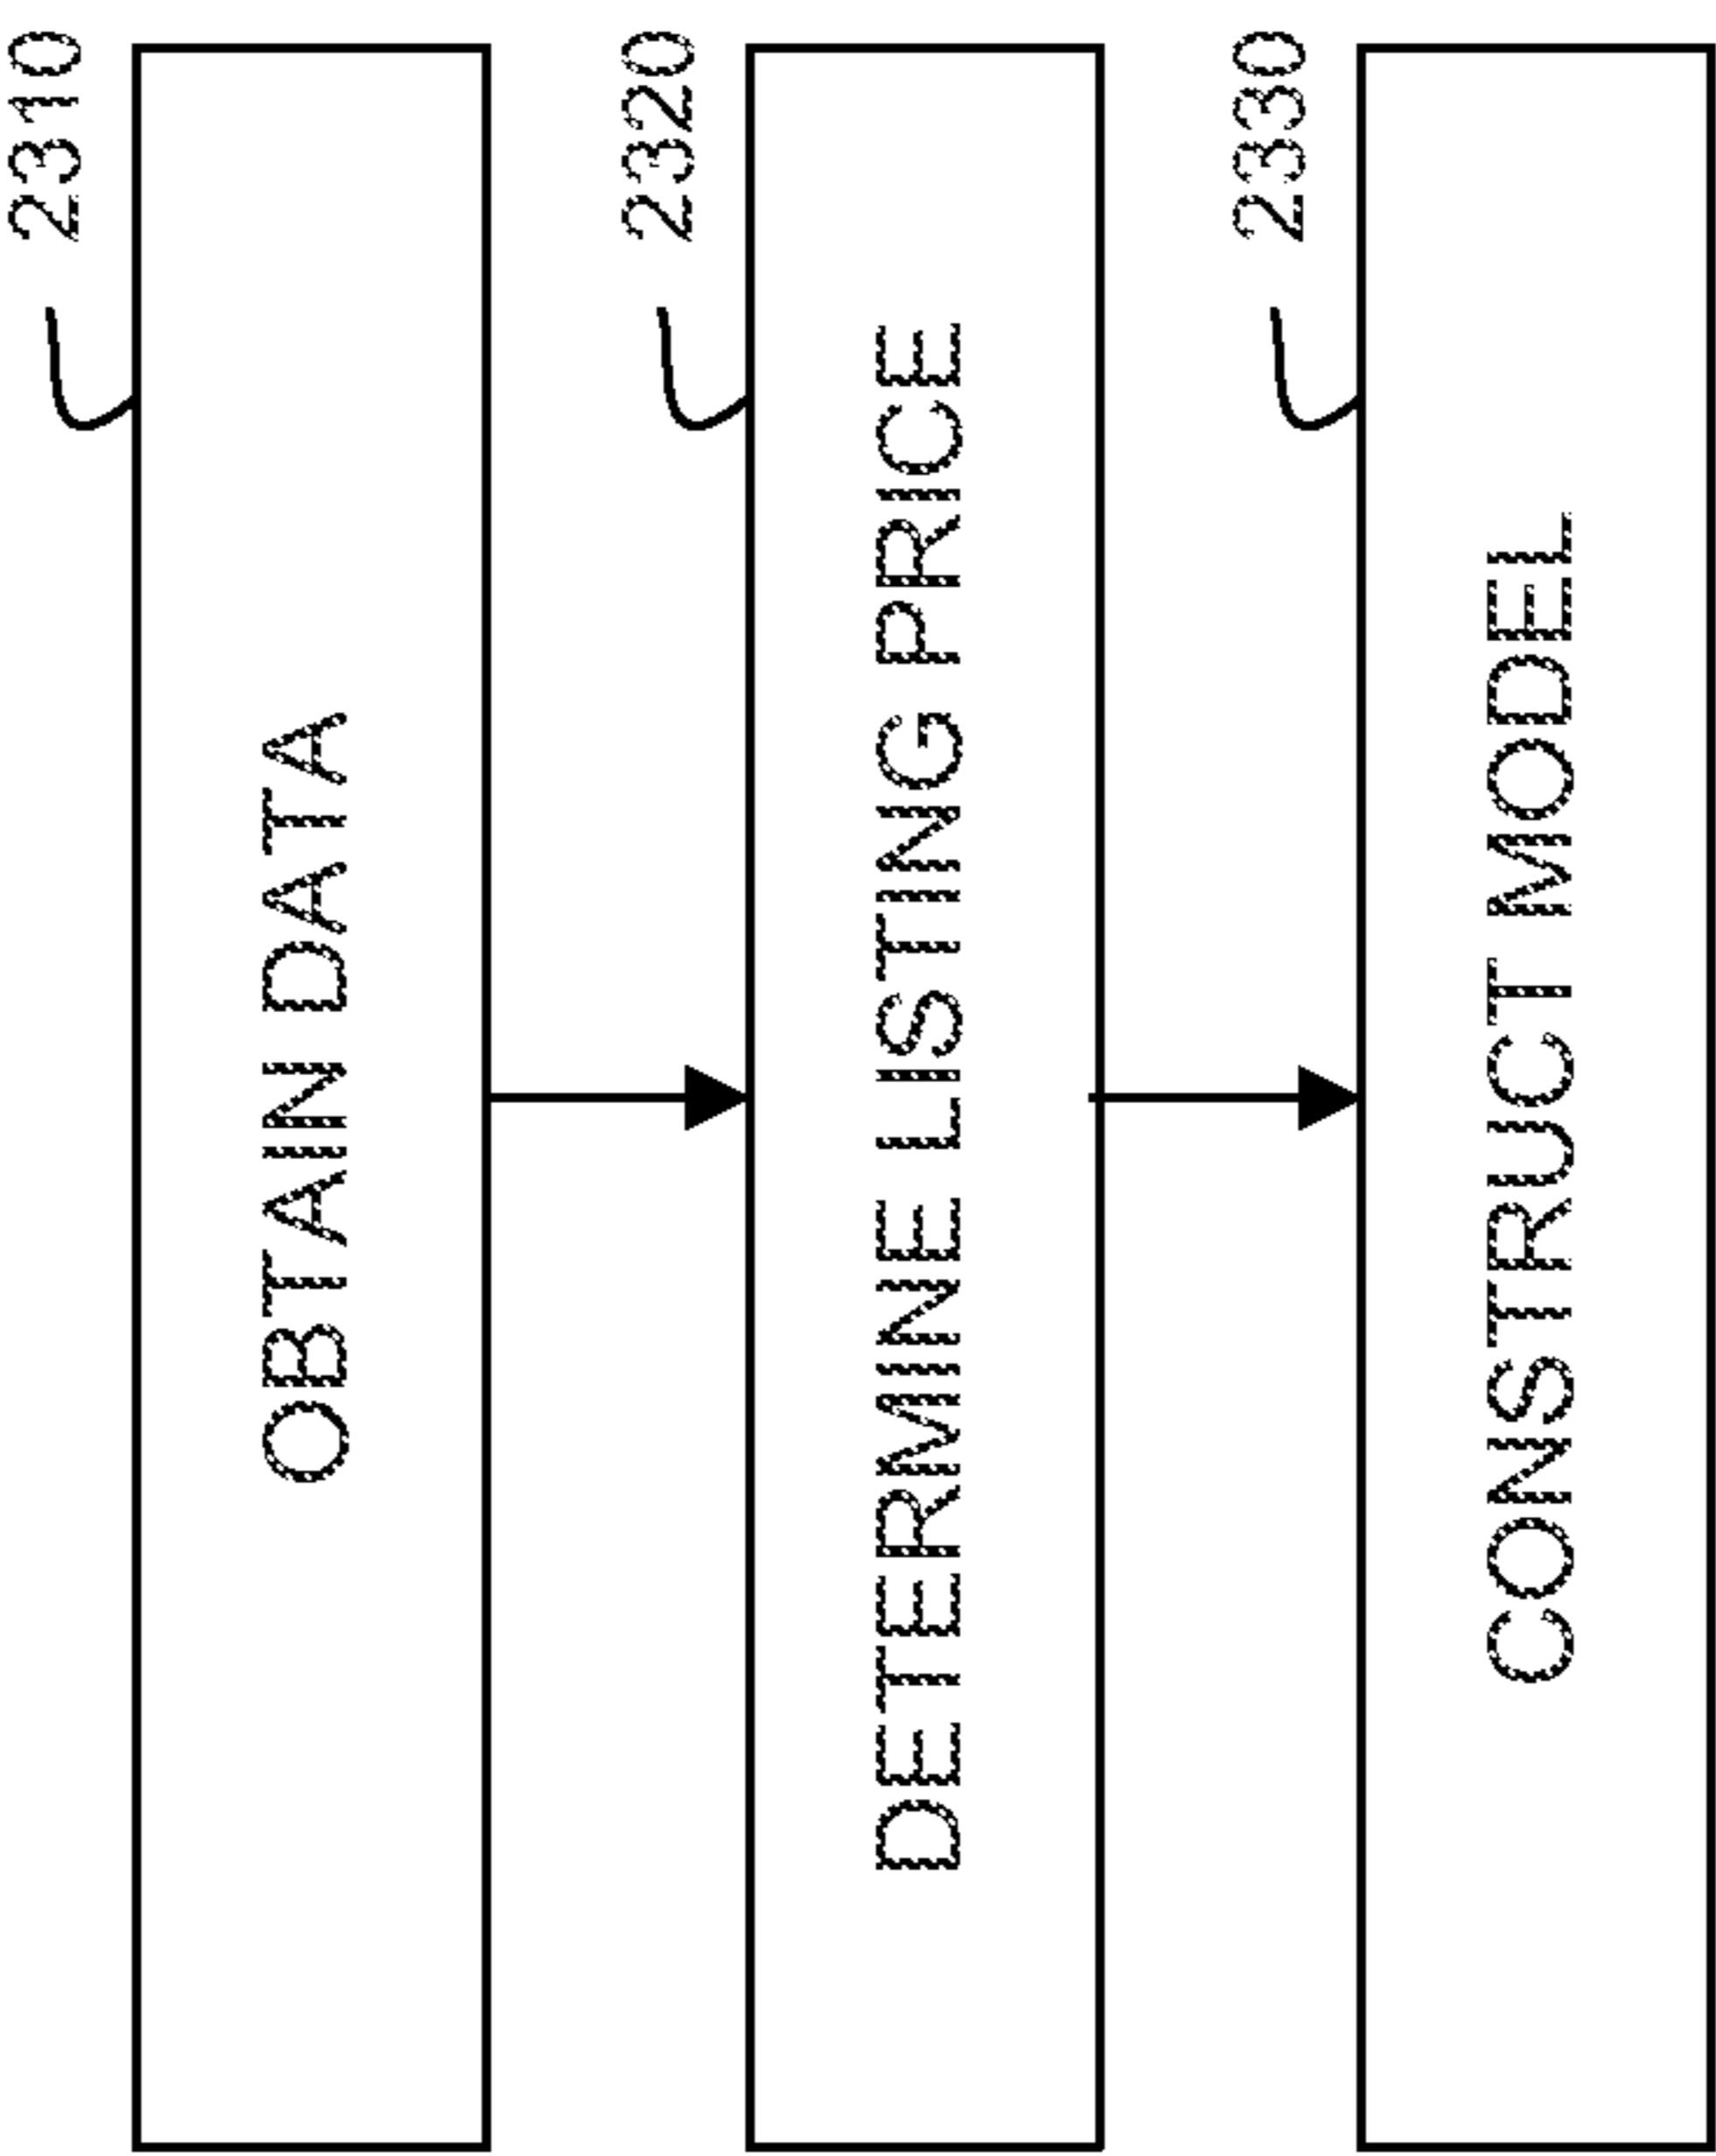 2310
OBTAIN DATA
2320
DETERMINE LISTING PRICE
2330
CONSTRUCT MODEL